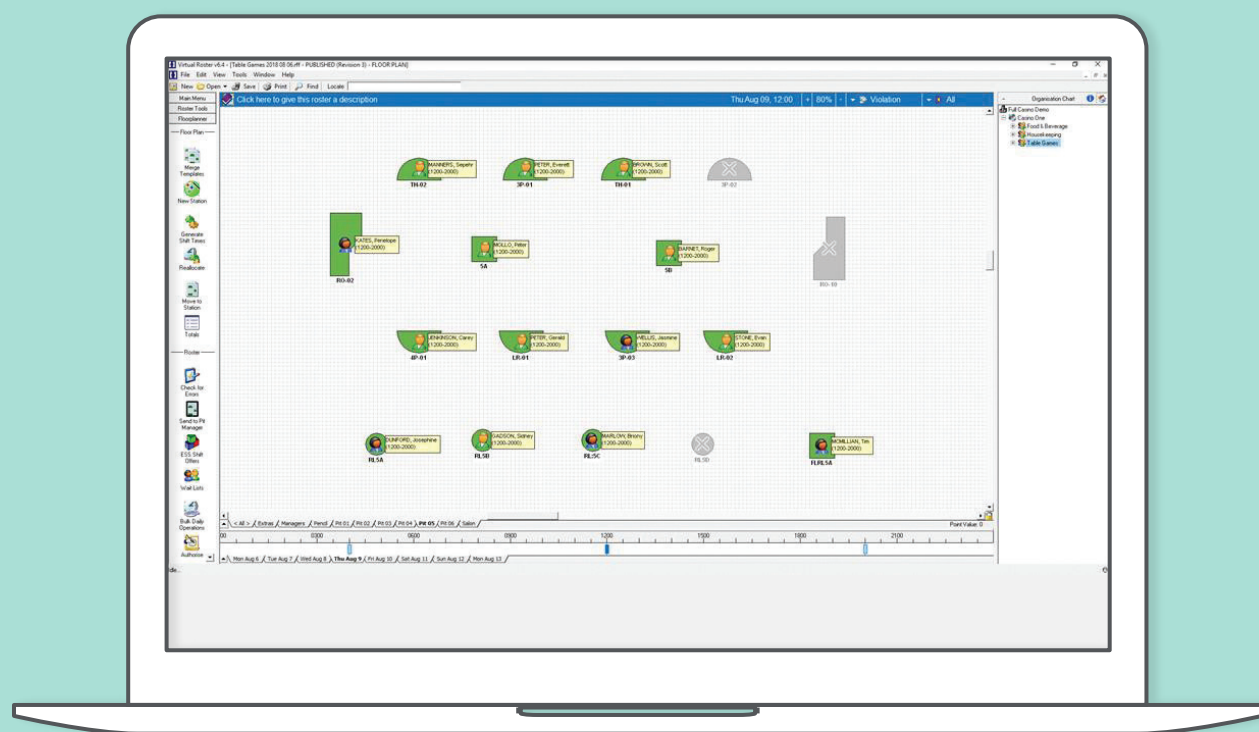 Virtual Roster v6.4 - [Table Games 2018 08 06.vff - PUBLISHED (Revision 3) - FLOOR PLAN]
File Edit View Tools Window Help
New Open Save Print Find Locate
Main Menu
Roster Tools
Floorplanner
Floor Plan
Merge Templates
New Station
Generate Shift Times
Reallocate
Move to Station
Totals
Roster
Check for Errors
Send to Pit Manager
ESS Shift Offers
Wait Lists
Bulk Daily Operations
Authorise
Click here to give this roster a description
Thu Aug 09, 12:00 + 80% - Violation All
MANNERS, Sepehr
(1200-2000)
TH-02
PETER, Everett
(1200-2000)
3P-01
BROWN, Scott
(1200-2000)
TH-01
3P-02
KATES, Penelope
(1200-2000)
RO-02
MOLLO, Peter
(1200-2000)
5A
BARNET, Roger
(1200-2000)
5B
JENKINSON, Carey
(1200-2000)
4P-01
PETER, Gerald
(1200-2000)
LR-01
WELLIS, Jasmine
(1200-2000)
3P-03
STONE, Evan
(1200-2000)
LR-02
DUNFORD, Josephine
(1200-2000)
RL5A
GADSON, Sidney
(1200-2000)
RL5B
MARLOW, Briony
(1200-2000)
RL5C
RL5D
MCMILLIAN, Tim
(1200-2000)
FLRL5A
< All > Extras Managers Pencil Pit 01 Pit 02 Pit 03 Pit 04 Pit 05 Pit 06 Salon
Point Value: 0
00 0300 0600 0900 1200 1500 1800 2100
Mon Aug 6 Tue Aug 7 Wed Aug 8 Thu Aug 9 Fri Aug 10 Sat Aug 11 Sun Aug 12 Mon Aug 13
Organisation Chart
Full Casino Demo
Casino One
Food & Beverage
Housekeeping
Table Games